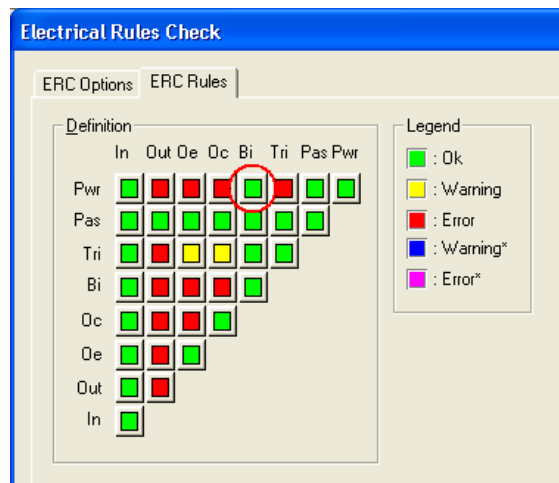 Electrical Rules Check
ERC Options ERC Rules
Definition
In Out Oe Oc Bi Tri Pas Pwr
Pwr
Pas
Tri
Bi
Oc
Oe
Out
In
Legend
: Ok
: Warning
: Error
: Warning*
: Error*